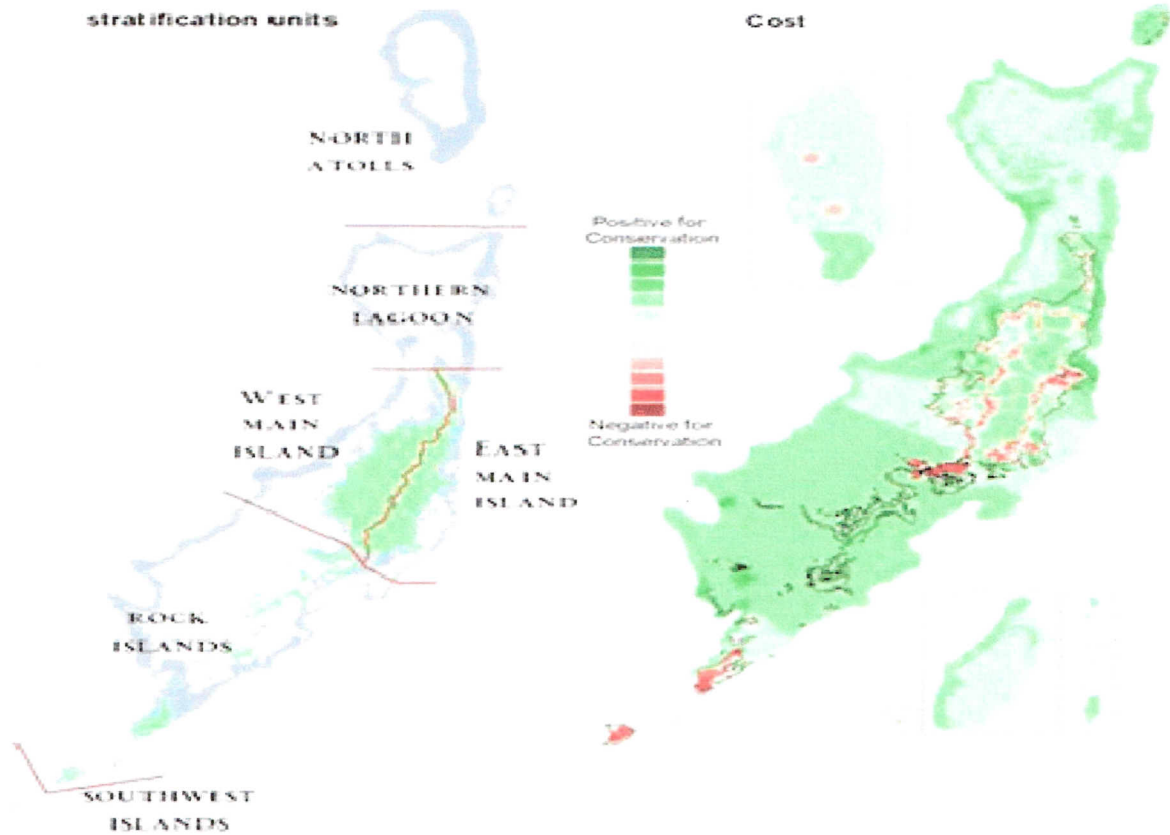 stratification units
Cost
NORTH
ATOLLS
Positive for
Conservation
NORTHERN
LAGOON
WEST
MAIN
ISLAND
Negative for
Conservation
EAST
MAIN
ISLAND
ROCK
ISLANDS
SOUTHWEST
ISLANDS